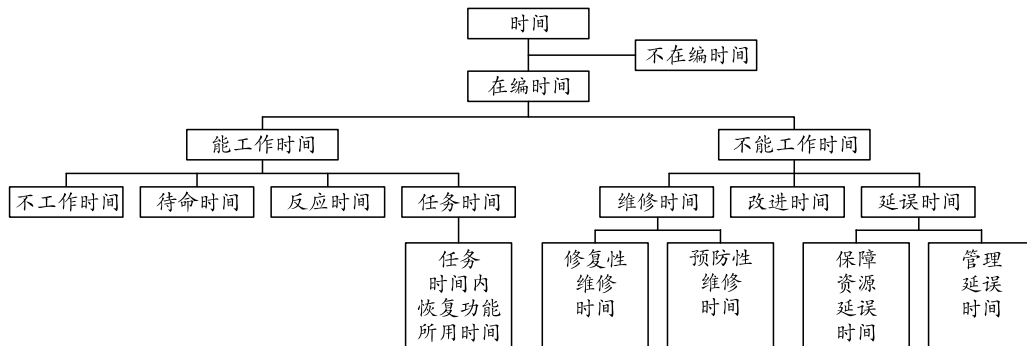 时间
不在编时间
在编时间
能工作时间
不能工作时间
不工作时间
待命时间
反应时间
任务时间
维修时间
改进时间
延误时间
任务
时间内
恢复功能
所用时间
修复性
维修
时间
预防性
维修
时间
保障
资源
延误
时间
管理
延误
时间